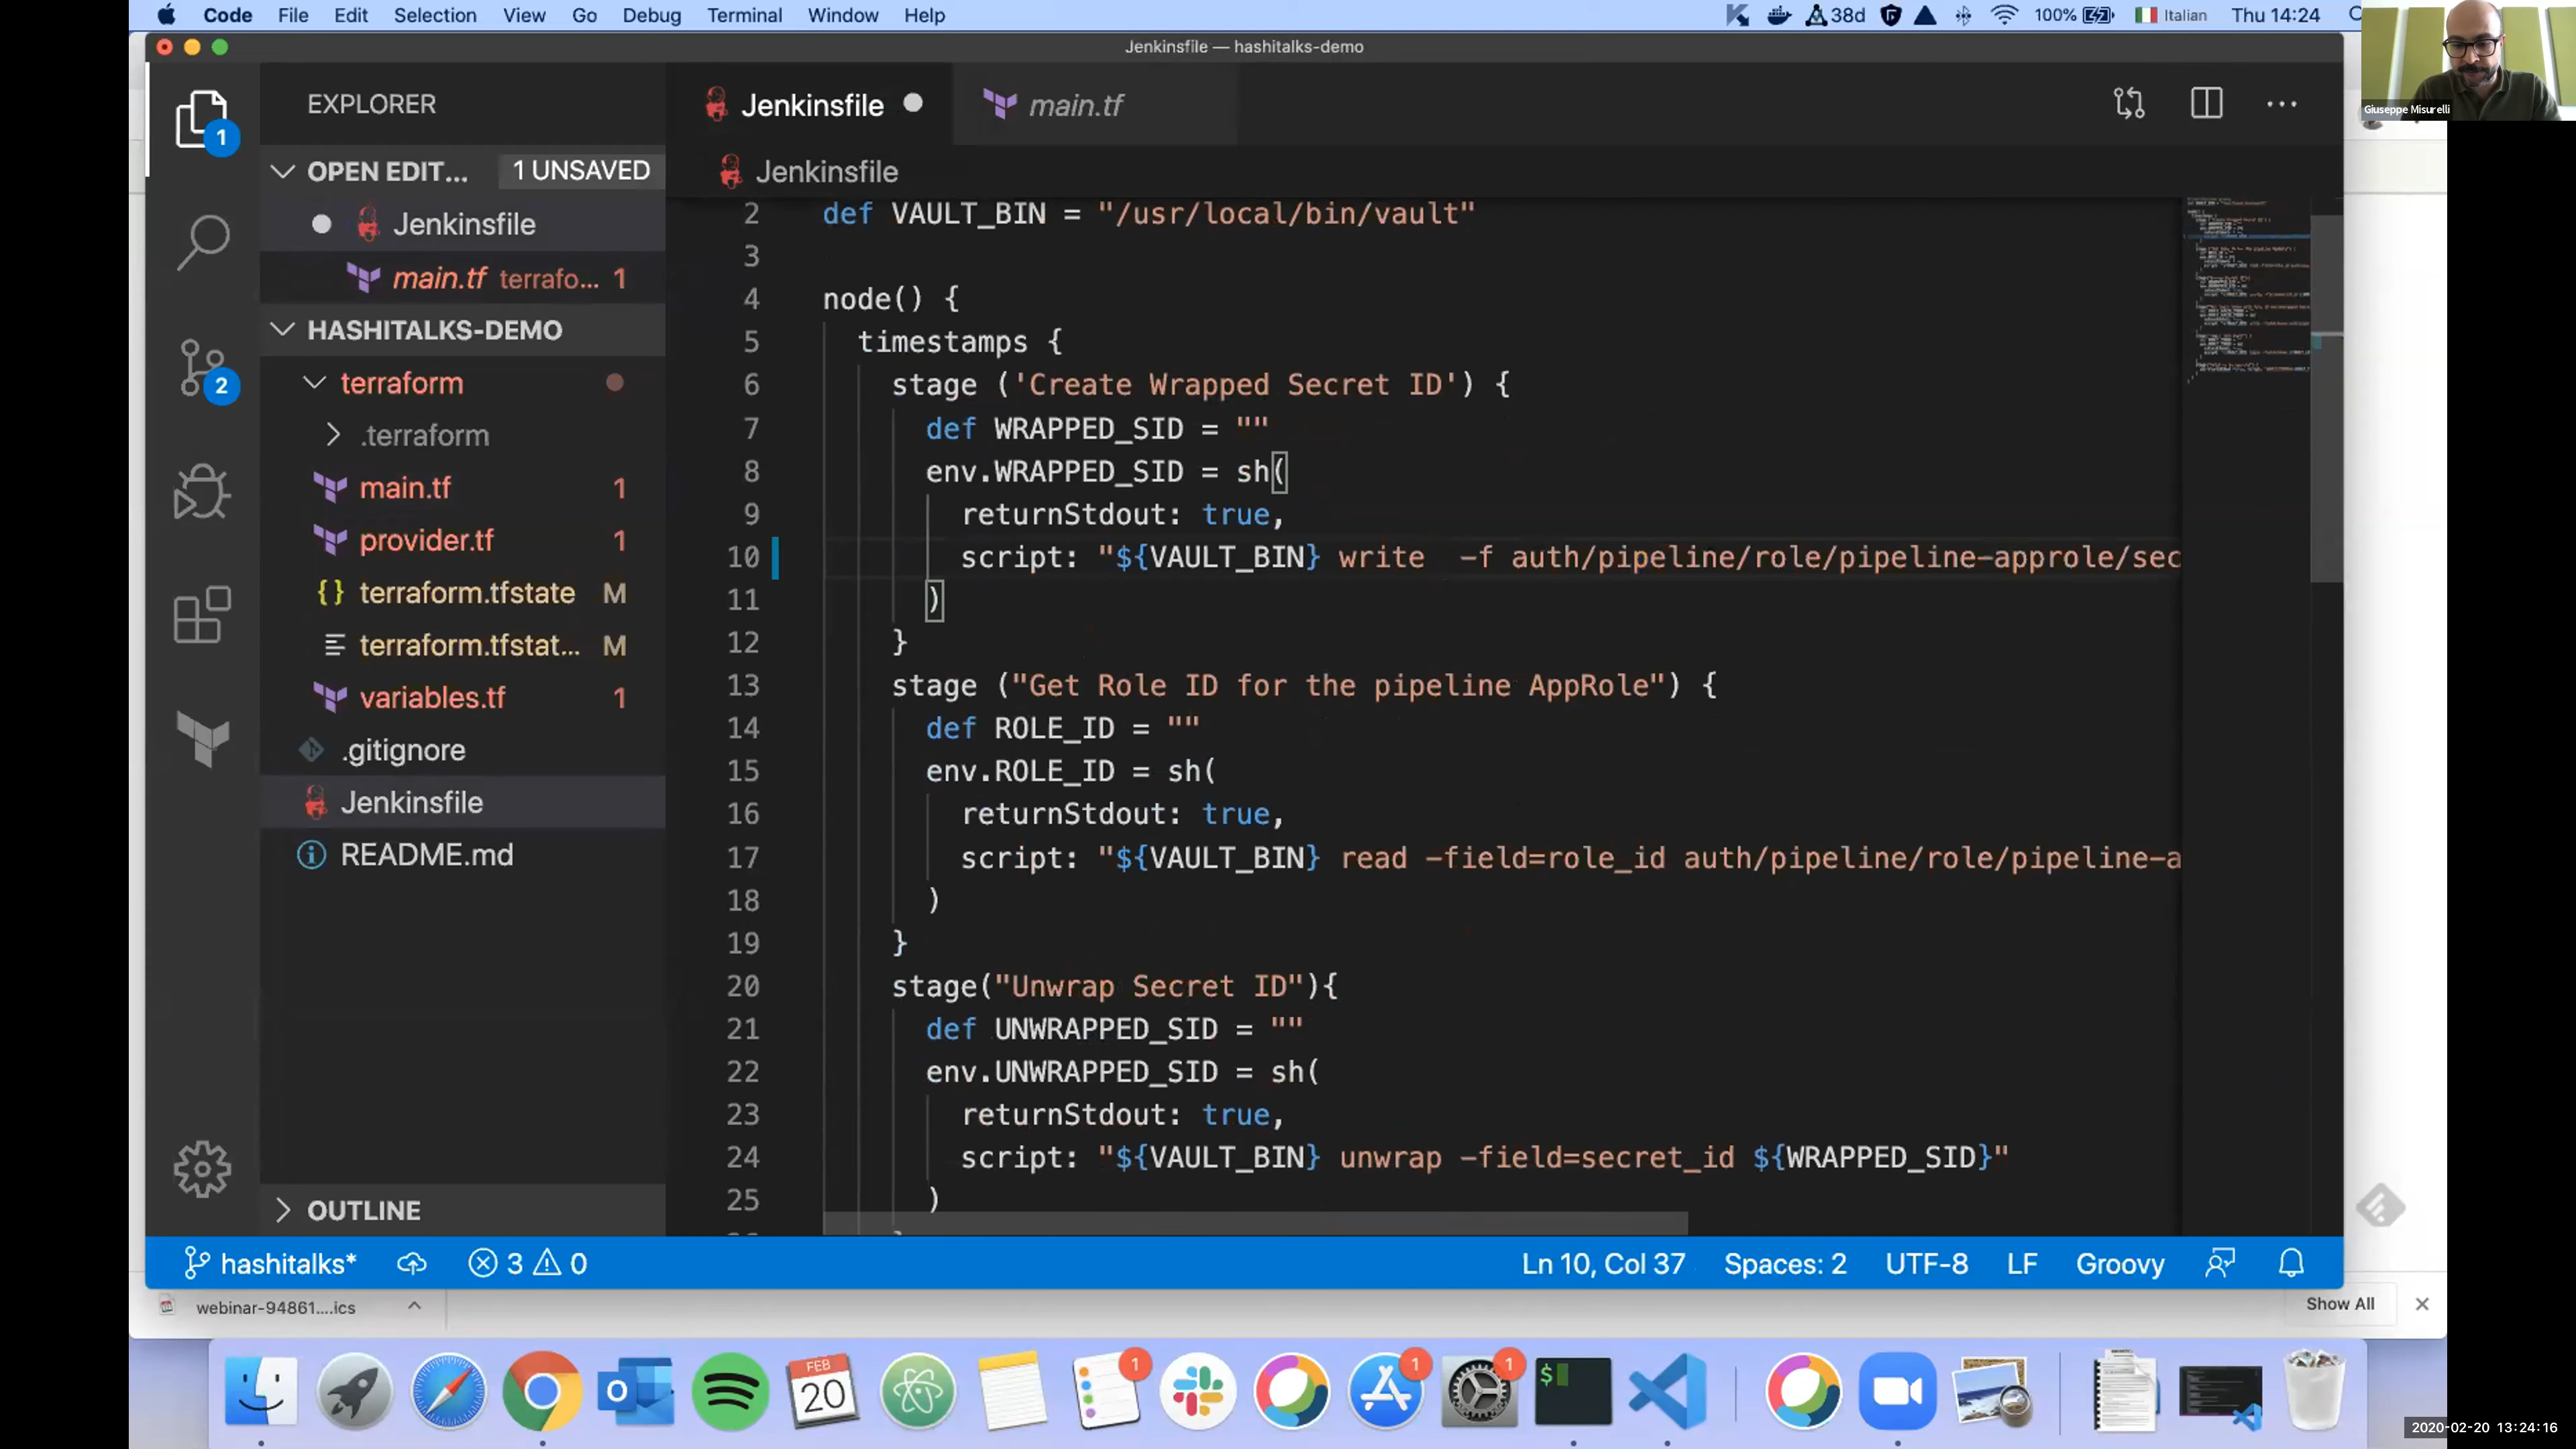 Code File Edit Selection View Go Debug Terminal Window Help
38d 100% Italian Thu 14:24
Jenkinsfile — hashitalks-demo
Giuseppe Misurelli
EXPLORER
Jenkinsfile main.tf
1
OPEN EDIT... 1 UNSAVED
Jenkinsfile
Jenkinsfile
main.tf terrafo... 1
HASHITALKS-DEMO
terraform
2
.terraform
main.tf 1
provider.tf 1
{} terraform.tfstate M
terraform.tfstat... M
variables.tf 1
.gitignore
Jenkinsfile
README.md
OUTLINE
2 def VAULT_BIN = "/usr/local/bin/vault"
3
4 node() {
5 timestamps {
6 stage ('Create Wrapped Secret ID') {
7 def WRAPPED_SID = ""
8 env.WRAPPED_SID = sh(
9 returnStdout: true,
10 script: "${VAULT_BIN} write  -f auth/pipeline/role/pipeline-approle/sec
11 )
12 }
13 stage ("Get Role ID for the pipeline AppRole") {
14 def ROLE_ID = ""
15 env.ROLE_ID = sh(
16 returnStdout: true,
17 script: "${VAULT_BIN} read -field=role_id auth/pipeline/role/pipeline-a
18 )
19 }
20 stage("Unwrap Secret ID"){
21 def UNWRAPPED_SID = ""
22 env.UNWRAPPED_SID = sh(
23 returnStdout: true,
24 script: "${VAULT_BIN} unwrap -field=secret_id ${WRAPPED_SID}"
25 )
hashitalks* 3 0 Ln 10, Col 37 Spaces: 2 UTF-8 LF Groovy
webinar-94861....ics Show All
FEB
20
1
1
1
$
2020-02-20 13:24:16